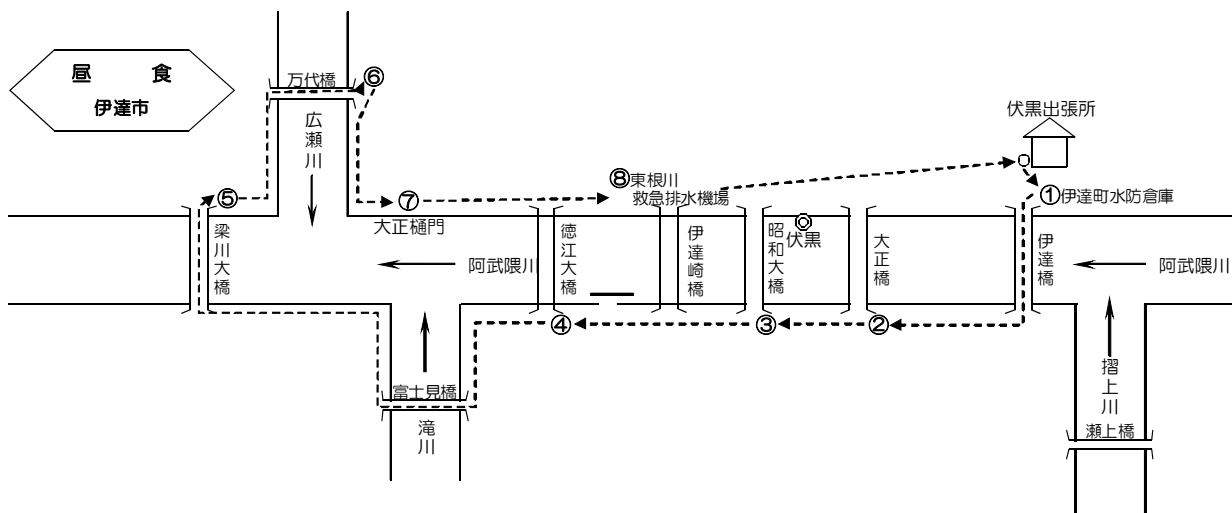 昼　食
伊達市
万代橋
⑥
広瀬川
伏黒出張所
⑧東根川
救急排水機場
①伊達町水防倉庫
⑤
⑦
大正樋門
梁川大橋
徳江大橋
伊達崎橋
昭和大橋
伏黒
大正橋
伊達橋
阿武隈川
阿武隈川
④
③
②
富士見橋
滝川
摺上川
瀬上橋